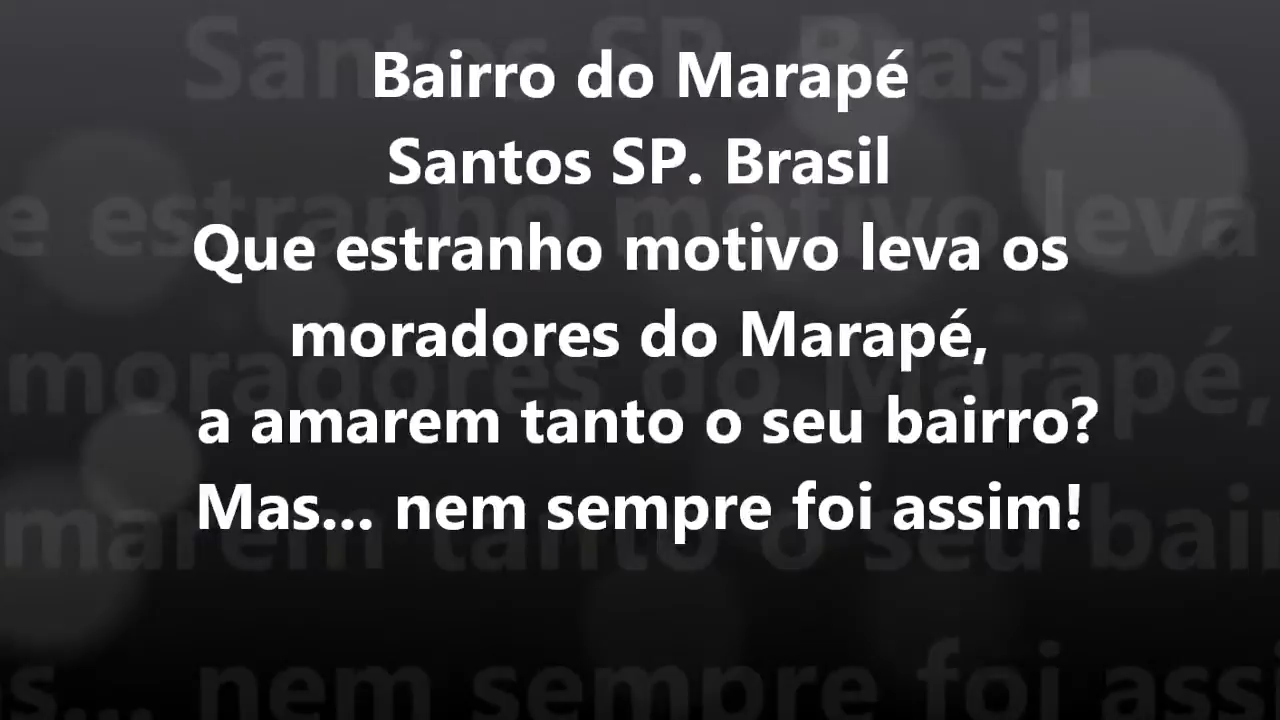 Bairro do Marapé
Santos SP. Brasil
Que estranho motivo leva os
moradores do Marapé,
a amarem tanto o seu bairro?
Mas... nem sempre foi assim!